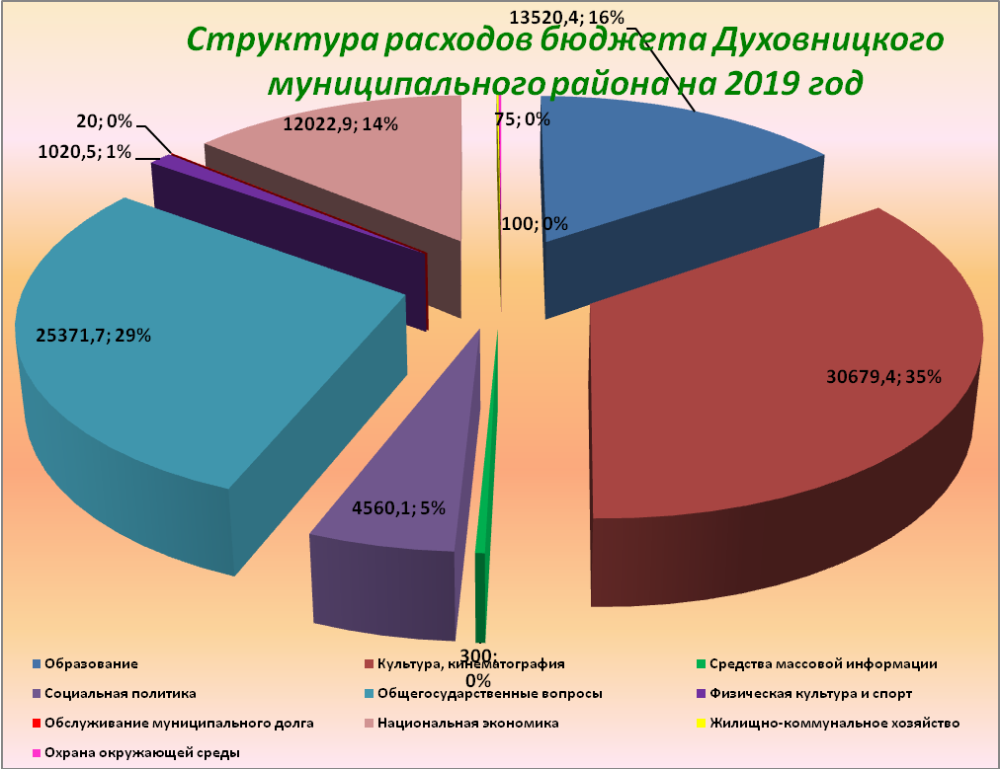 13520,4; 16%
Структура расходов бюджета Духовницкого
муниципального района на 2019 год
20; 0%
12022,9; 14%
75; 0%
1020,5; 1%
100; 0%
25371,7; 29%
30679,4; 35%
4560,1; 5%
300;
0%
Образование
Культура, кинематография
Средства массовой информации
Социальная политика
Общегосударственные вопросы
Физическая культура и спорт
Обслуживание муниципального долга
Национальная экономика
Жилищно-коммунальное хозяйство
Охрана окружающей среды